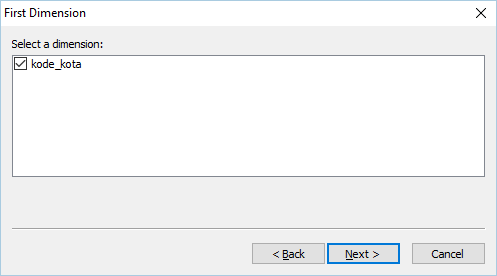 First Dimension
Select a dimension:
kode_kota
< Back
Next >
Cancel